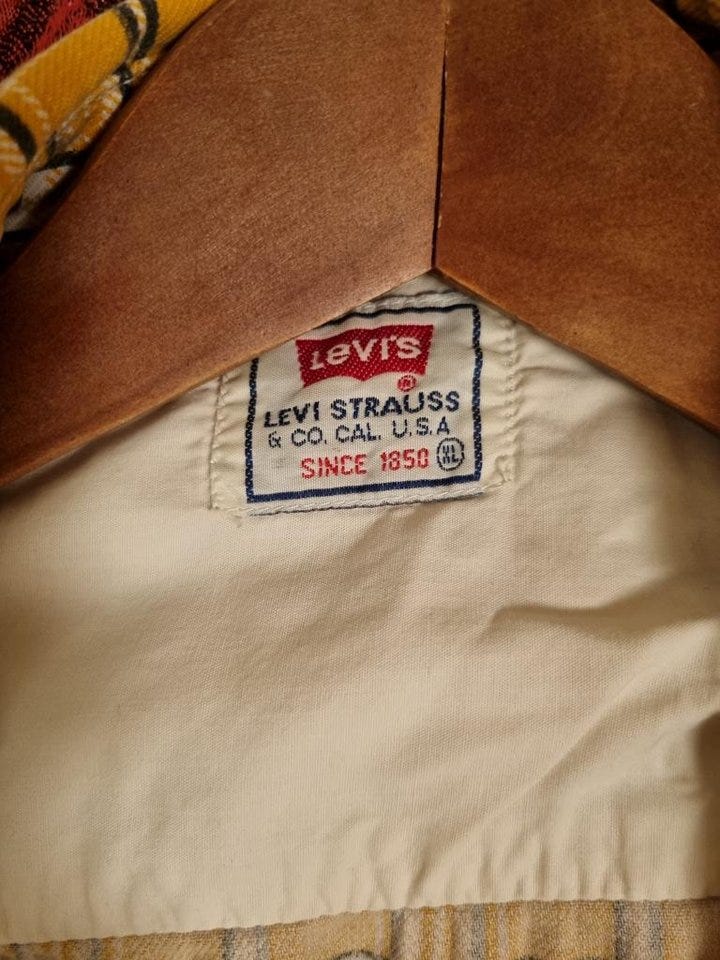 Levi's
®
LEVI STRAUSS
& CO. CAL. U.S.A
SINCE 1850 XL